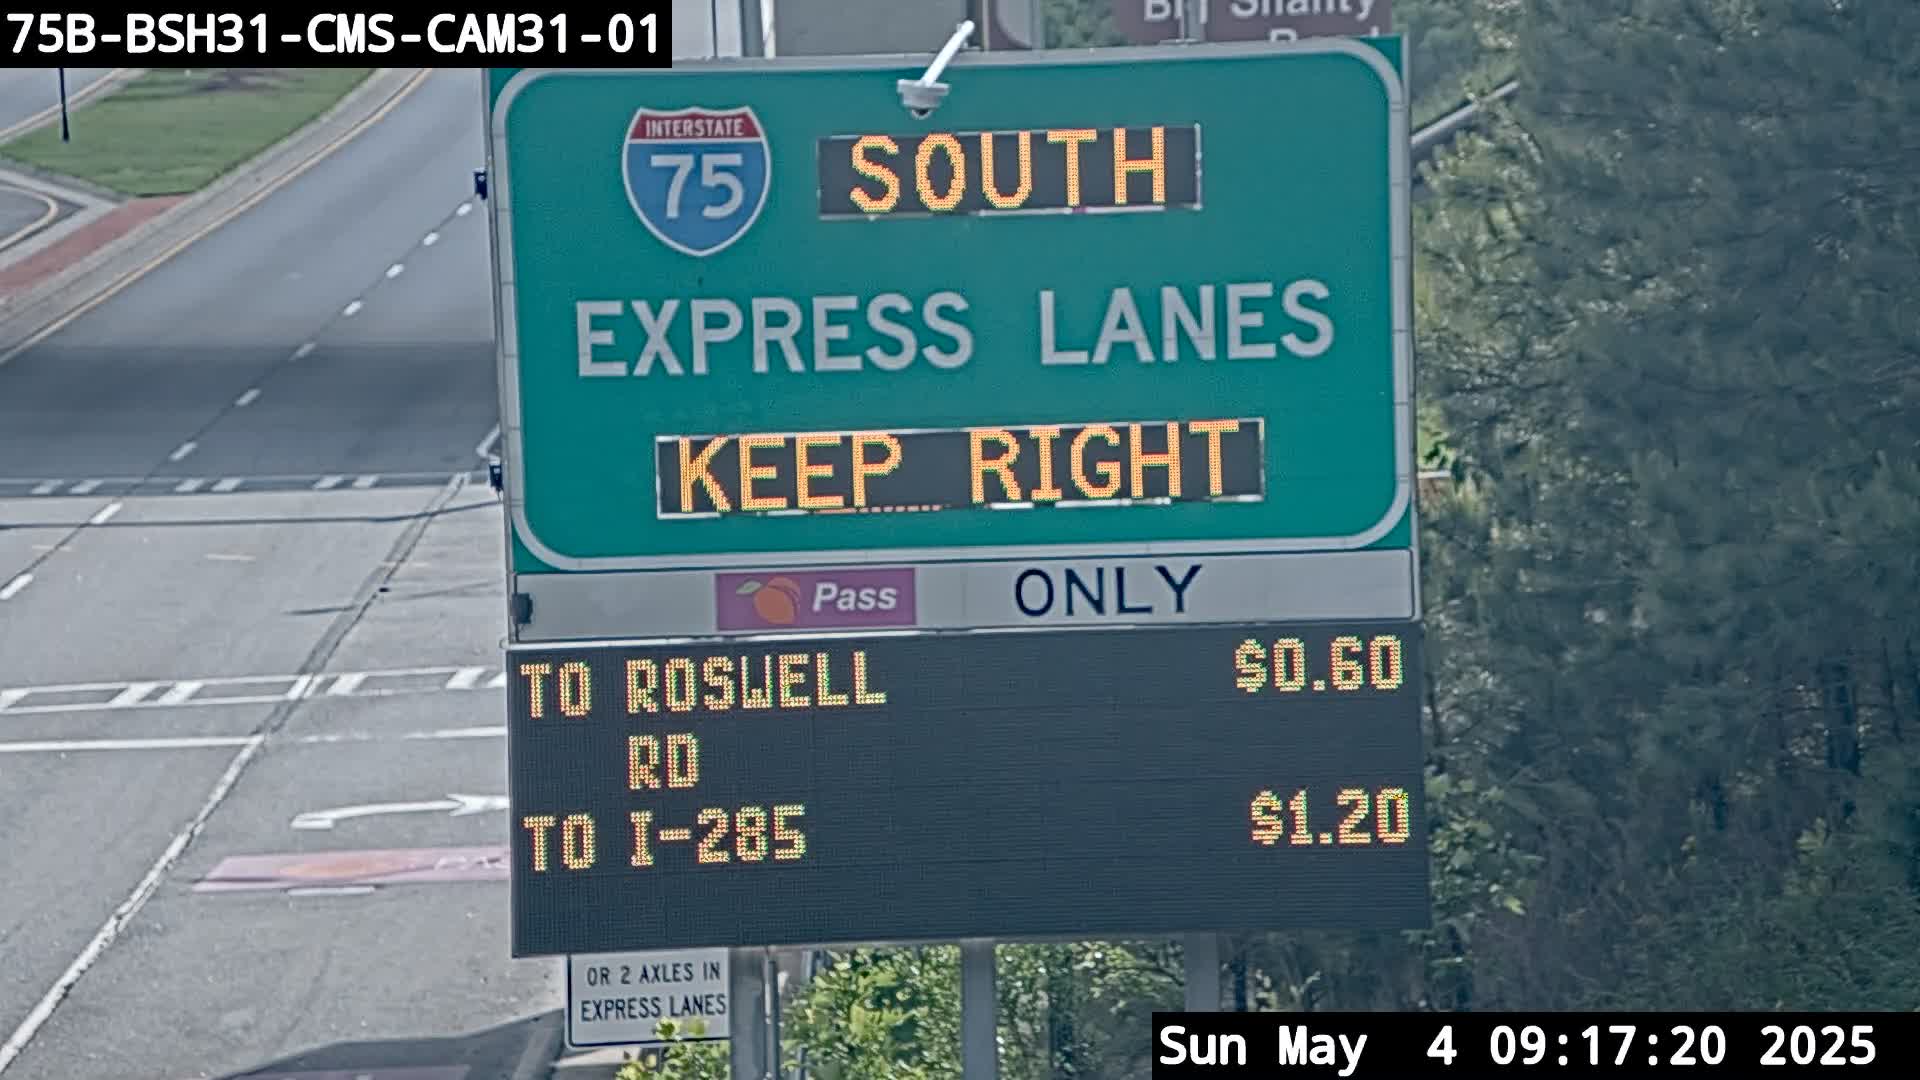 75B-BSH31-CMS-CAM31-01
Shanty
INTERSTATE
75
SOUTH
EXPRESS LANES
KEEP RIGHT
Pass
ONLY
TO ROSWELL $0.60
RD
TO I-285 $1.20
OR 2 AXLES IN
EXPRESS LANES
Sun May 4 09:17:20 2025